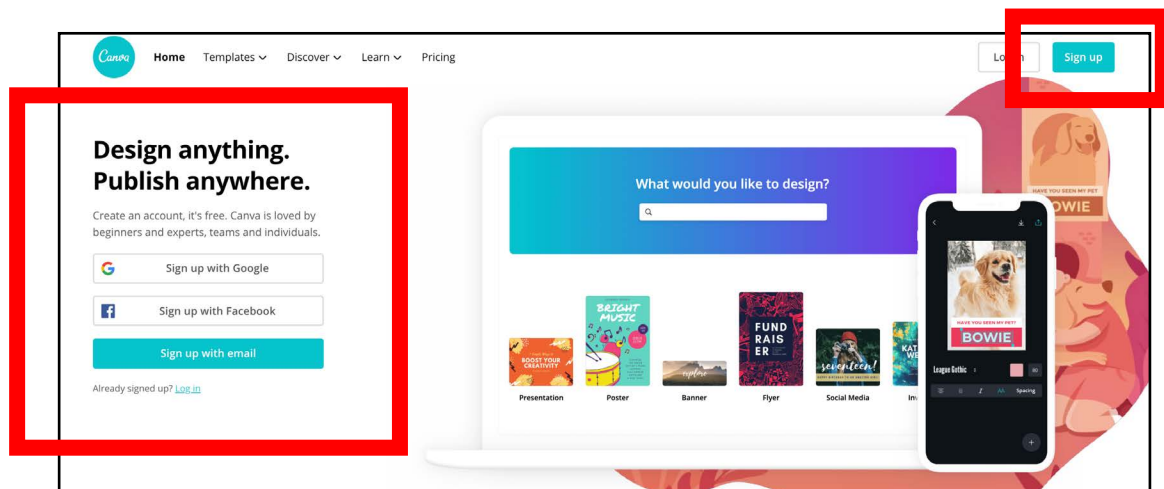 Canva
Home Templates Discover Learn Pricing
Sign up
Design anything.
Publish anywhere.
Create an account, it's free. Canva is loved by
beginners and experts, teams and individuals.
Sign up with Google
Sign up with Facebook
Sign up with email
Already signed up? Log in
What would you like to design?
BOOST YOUR
CREATIVITY
BRIGHT
MUSIC
explore
FUND
RAIS
ER
seventeen!
Presentation
Poster
Banner
Flyer
Social Media
HAVE YOU SEEN MY PET
BOWIE
HAVE YOU SEEN MY PET?
BOWIE
League Gothic
80
Spacing